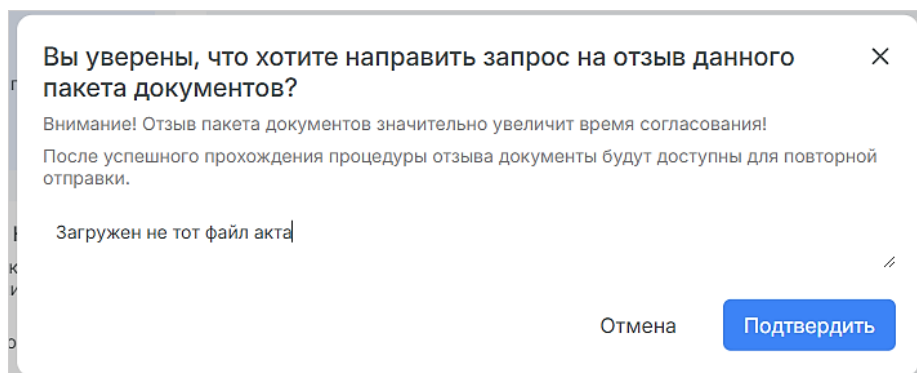 Вы уверены, что хотите направить запрос на отзыв данного
пакета документов?
Внимание! Отзыв пакета документов значительно увеличит время согласования!
После успешного прохождения процедуры отзыва документы будут доступны для повторной
отправки.
Загружен не тот файл акта
Отмена
Подтвердить